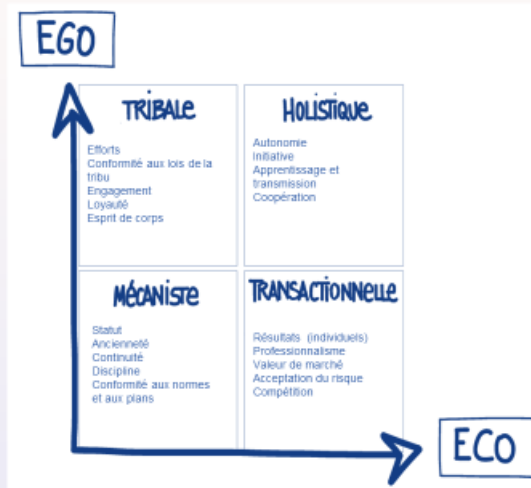 EGO
TRIBALE
Efforts
Conformité aux lois de la
tribu
Engagement
Loyauté
Esprit de corps
HOLISTIQUE
Autonomie
Initiative
Apprentissage et
transmission
Coopération
MÉCANISTE
Statut
Ancienneté
Continuité
Discipline
Conformité aux normes
et aux plans
TRANSACTIONNELLE
Résultats (individuels)
Professionnalisme
Valeur de marché
Acceptation du risque
Compétition
ECO